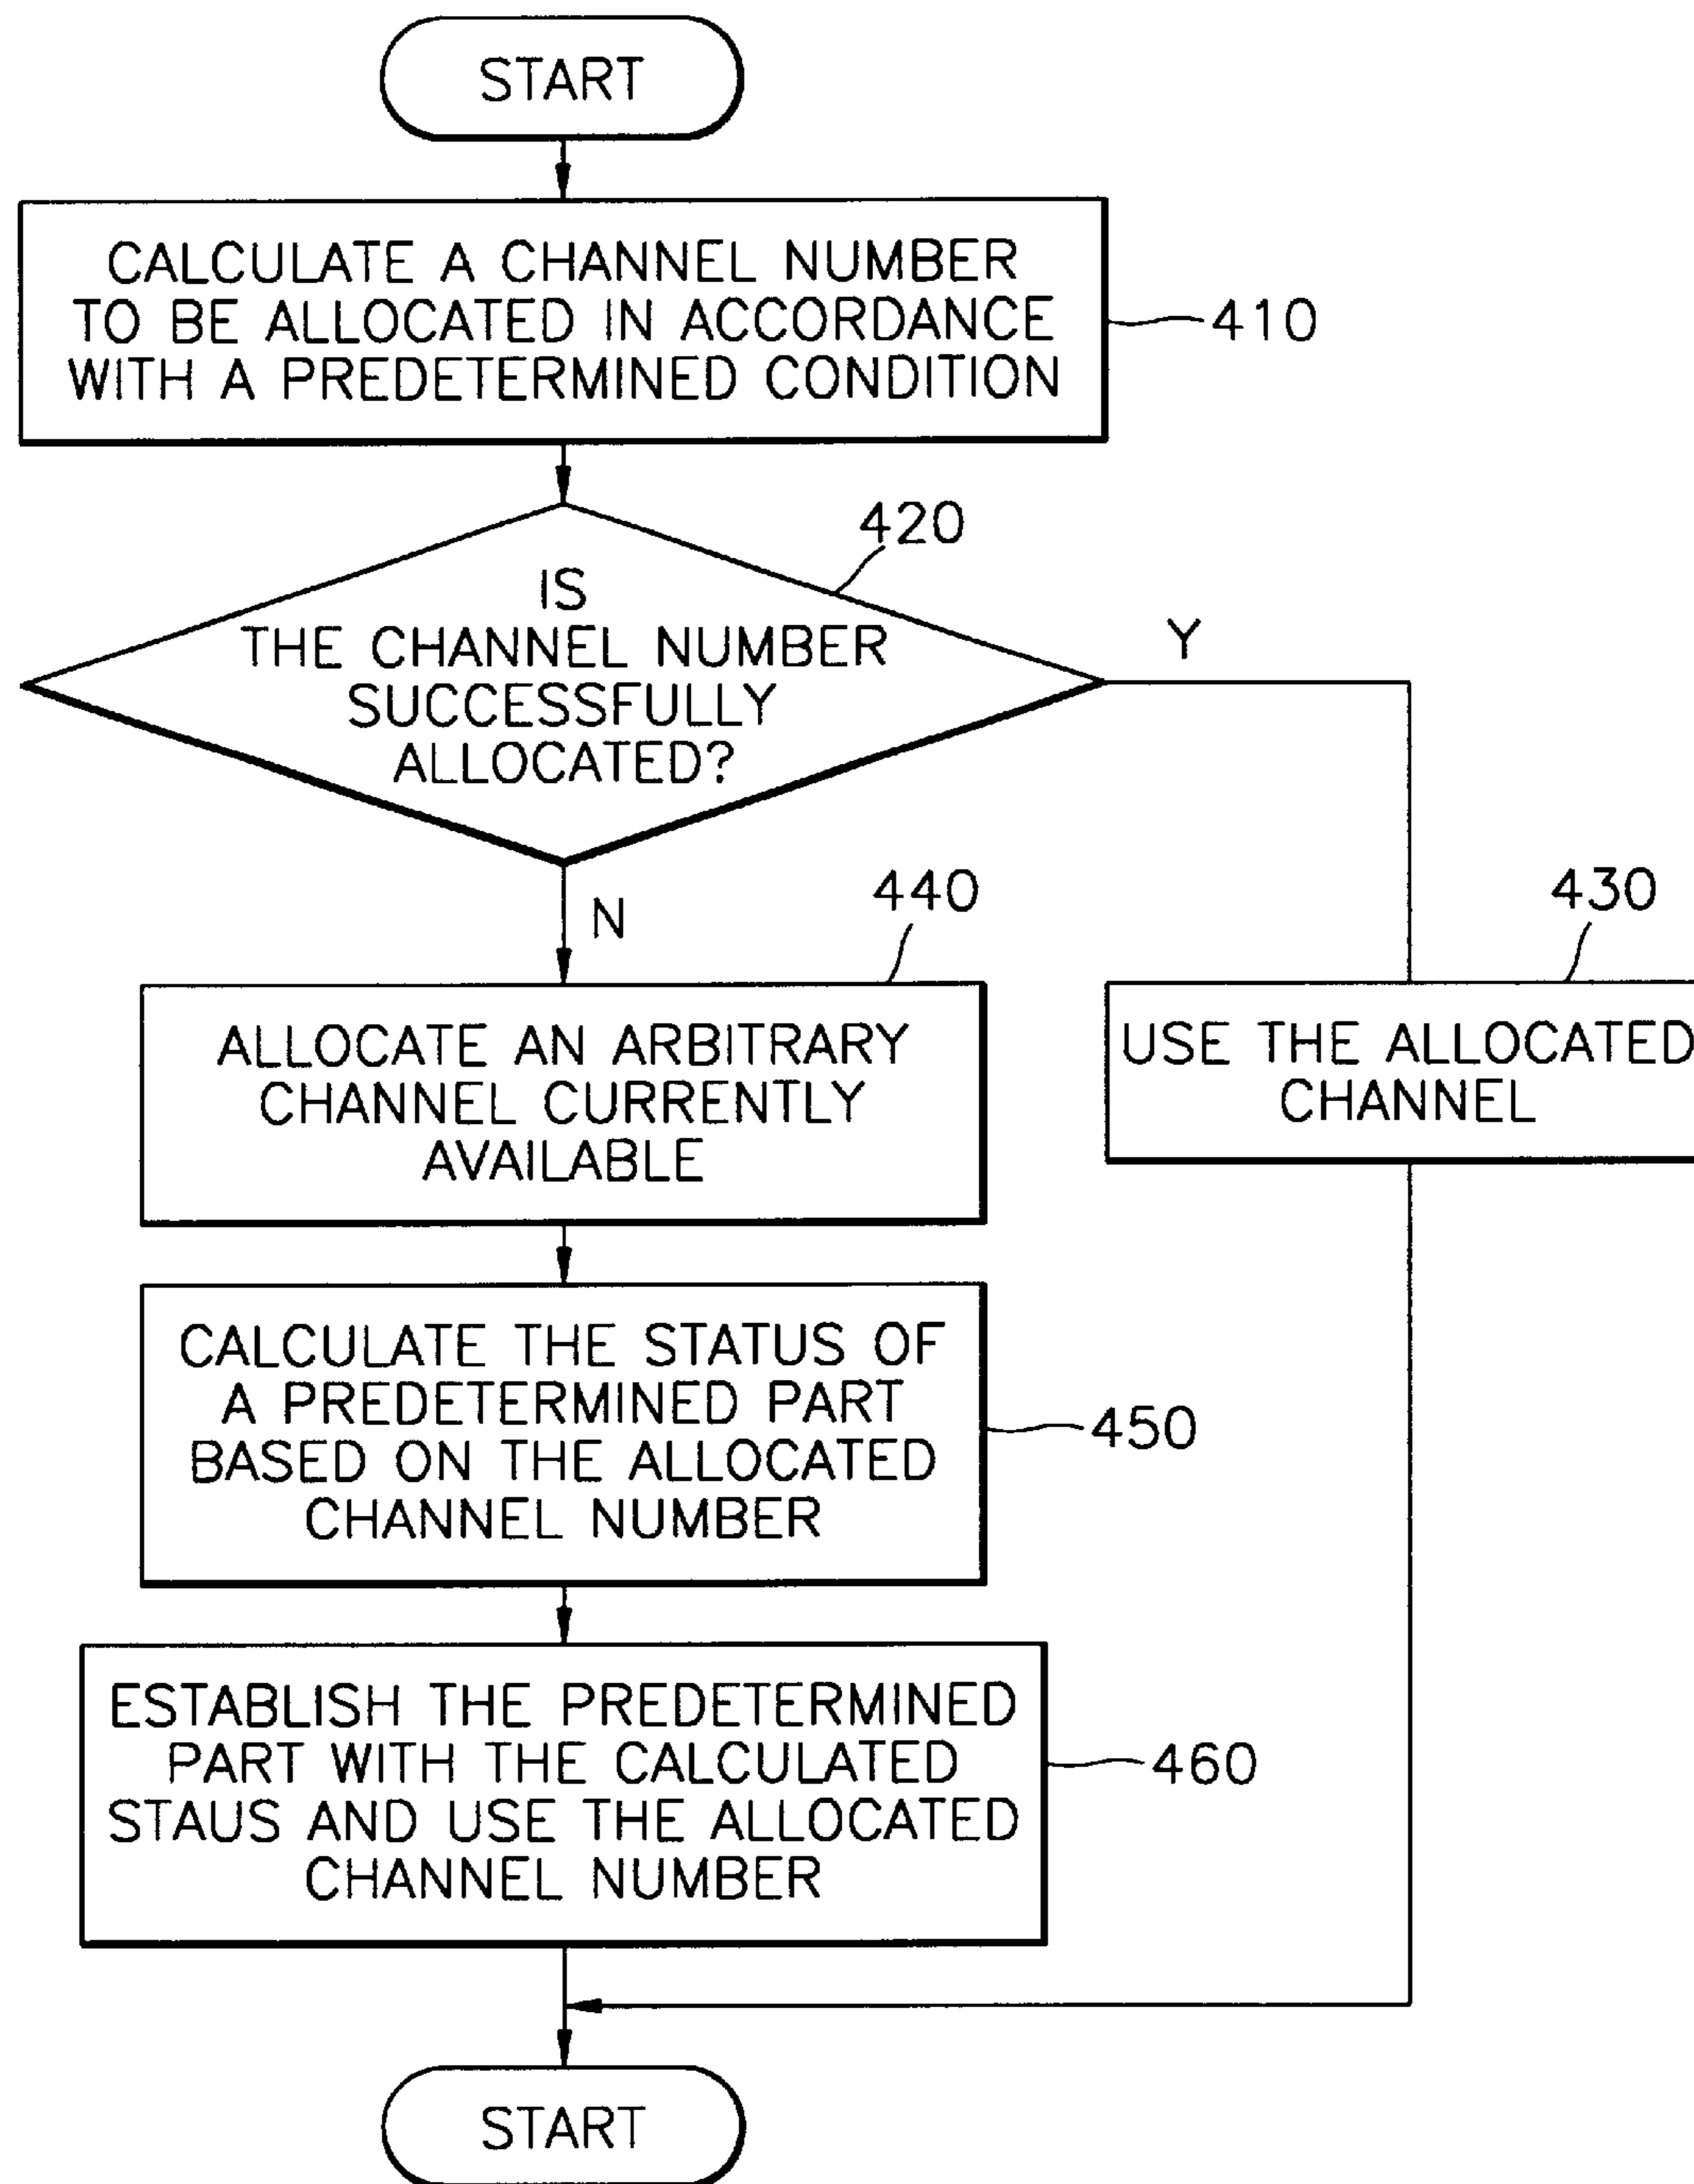 START
CALCULATE A CHANNEL NUMBER
TO BE ALLOCATED IN ACCORDANCE
WITH A PREDETERMINED CONDITION
410
420
IS
THE CHANNEL NUMBER
SUCCESSFULLY
ALLOCATED?
Y
N
440
430
ALLOCATE AN ARBITRARY
CHANNEL CURRENTLY
AVAILABLE
USE THE ALLOCATED
CHANNEL
CALCULATE THE STATUS OF
A PREDETERMINED PART
BASED ON THE ALLOCATED
CHANNEL NUMBER
450
ESTABLISH THE PREDETERMINED
PART WITH THE CALCULATED
STAUS AND USE THE ALLOCATED
CHANNEL NUMBER
460
START